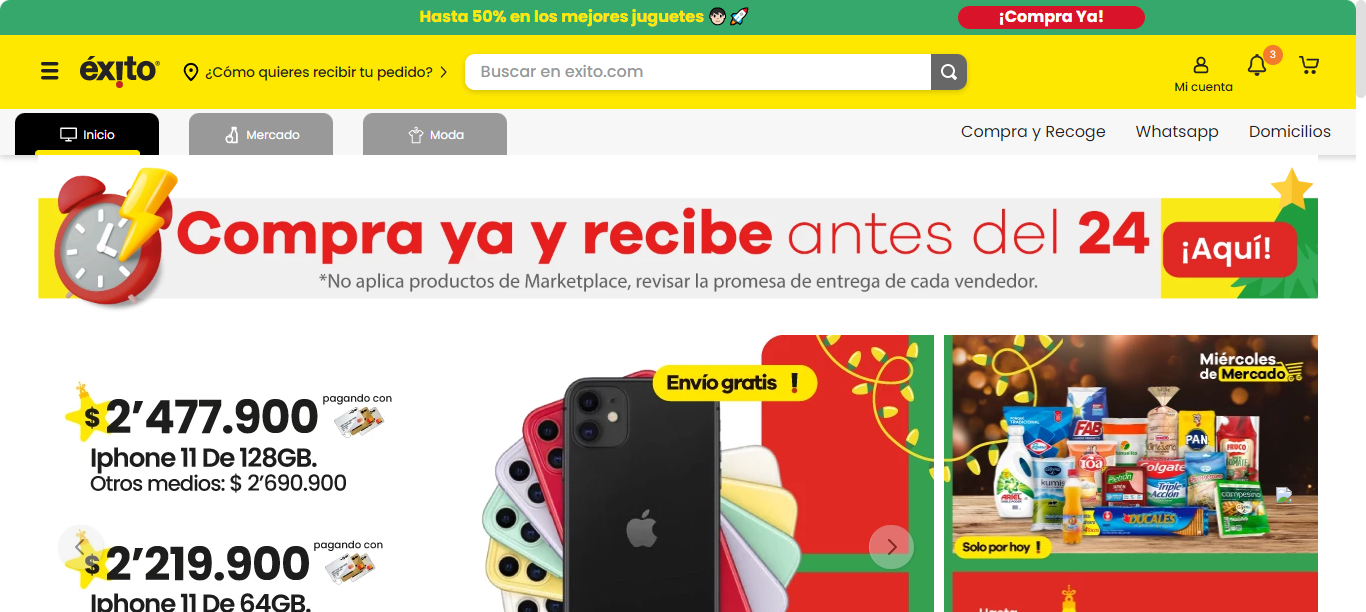 Hasta 50% en los mejores juguetes
¡Compra Ya!
éxito
¿Cómo quieres recibir tu pedido?
Buscar en exito.com
Mi cuenta
3
Inicio
Mercado
Moda
Compra y Recoge
Whatsapp
Domicilios
Compra ya y recibe antes del 24
¡Aquí!
*No aplica productos de Marketplace, revisar la promesa de entrega de cada vendedor.
$2’477.900
pagando con
Iphone 11 De 128GB.
Otros medios: $ 2’690.900
$2’219.900
pagando con
Iphone 11 De 64GB.
Envío gratis !
Miércoles
de Mercado
FAB
PAN
FRUCO
Colgate
Triple
Acción
kumis
ARIEL
campesino
DUCALES
Solo por hoy !
Hasta